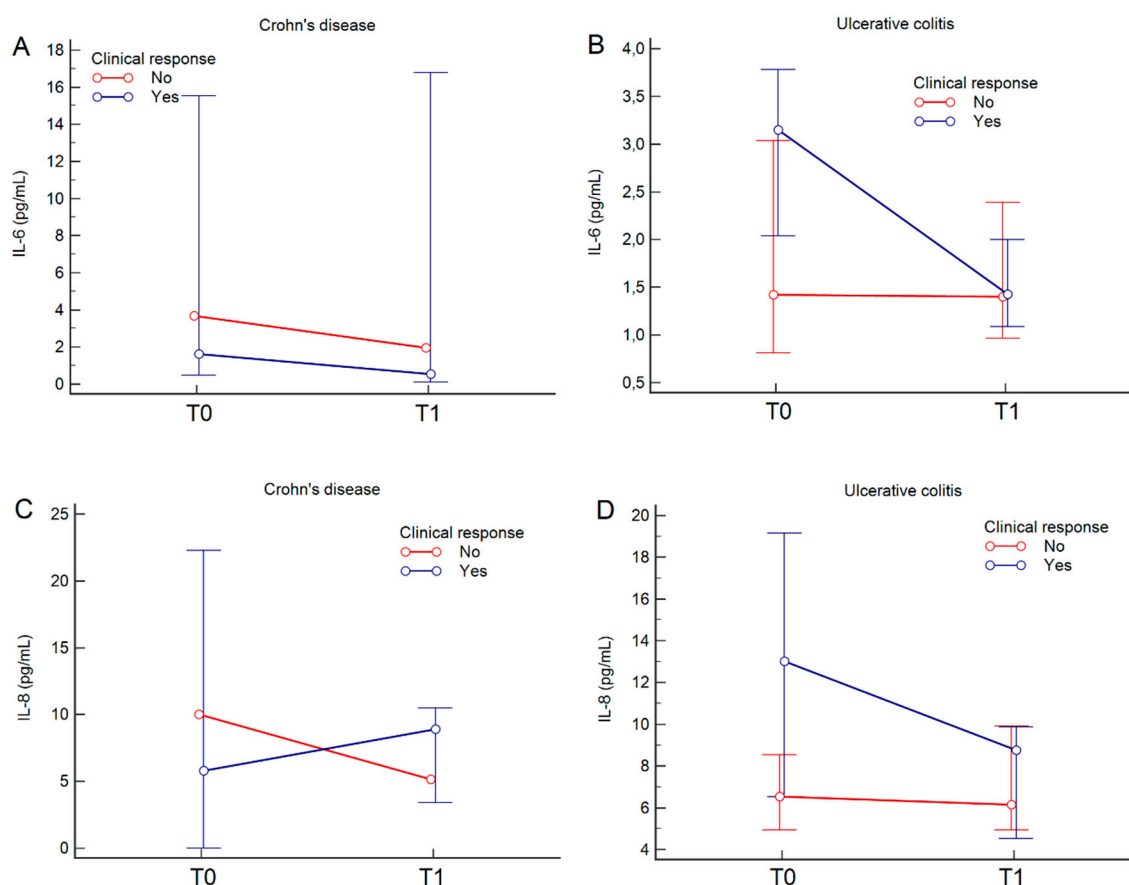 A
Crohn's disease
Clinical response
No
Yes
IL-6 (pg/mL)
18
16
14
12
10
8
6
4
2
0
T0 T1
B
Ulcerative colitis
Clinical response
No
Yes
IL-6 (pg/mL)
4,0
3,5
3,0
2,5
2,0
1,5
1,0
0,5
T0 T1
C
Crohn's disease
Clinical response
No
Yes
IL-8 (pg/mL)
25
20
15
10
5
0
T0 T1
D
Ulcerative colitis
Clinical response
No
Yes
IL-8 (pg/mL)
20
18
16
14
12
10
8
6
4
T0 T1